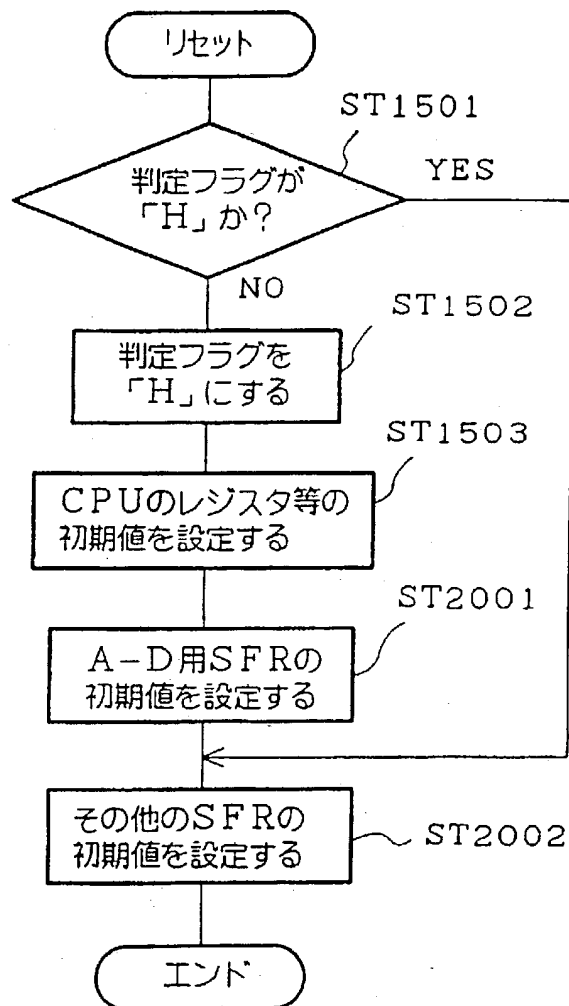 リセット
ST1501
判定フラグが
「H」か?
YES
NO
ST1502
判定フラグを
「H」にする
ST1503
CPUのレジスタ等の
初期値を設定する
ST2001
A-D用SFRの
初期値を設定する
その他のSFRの
初期値を設定する
ST2002
エンド